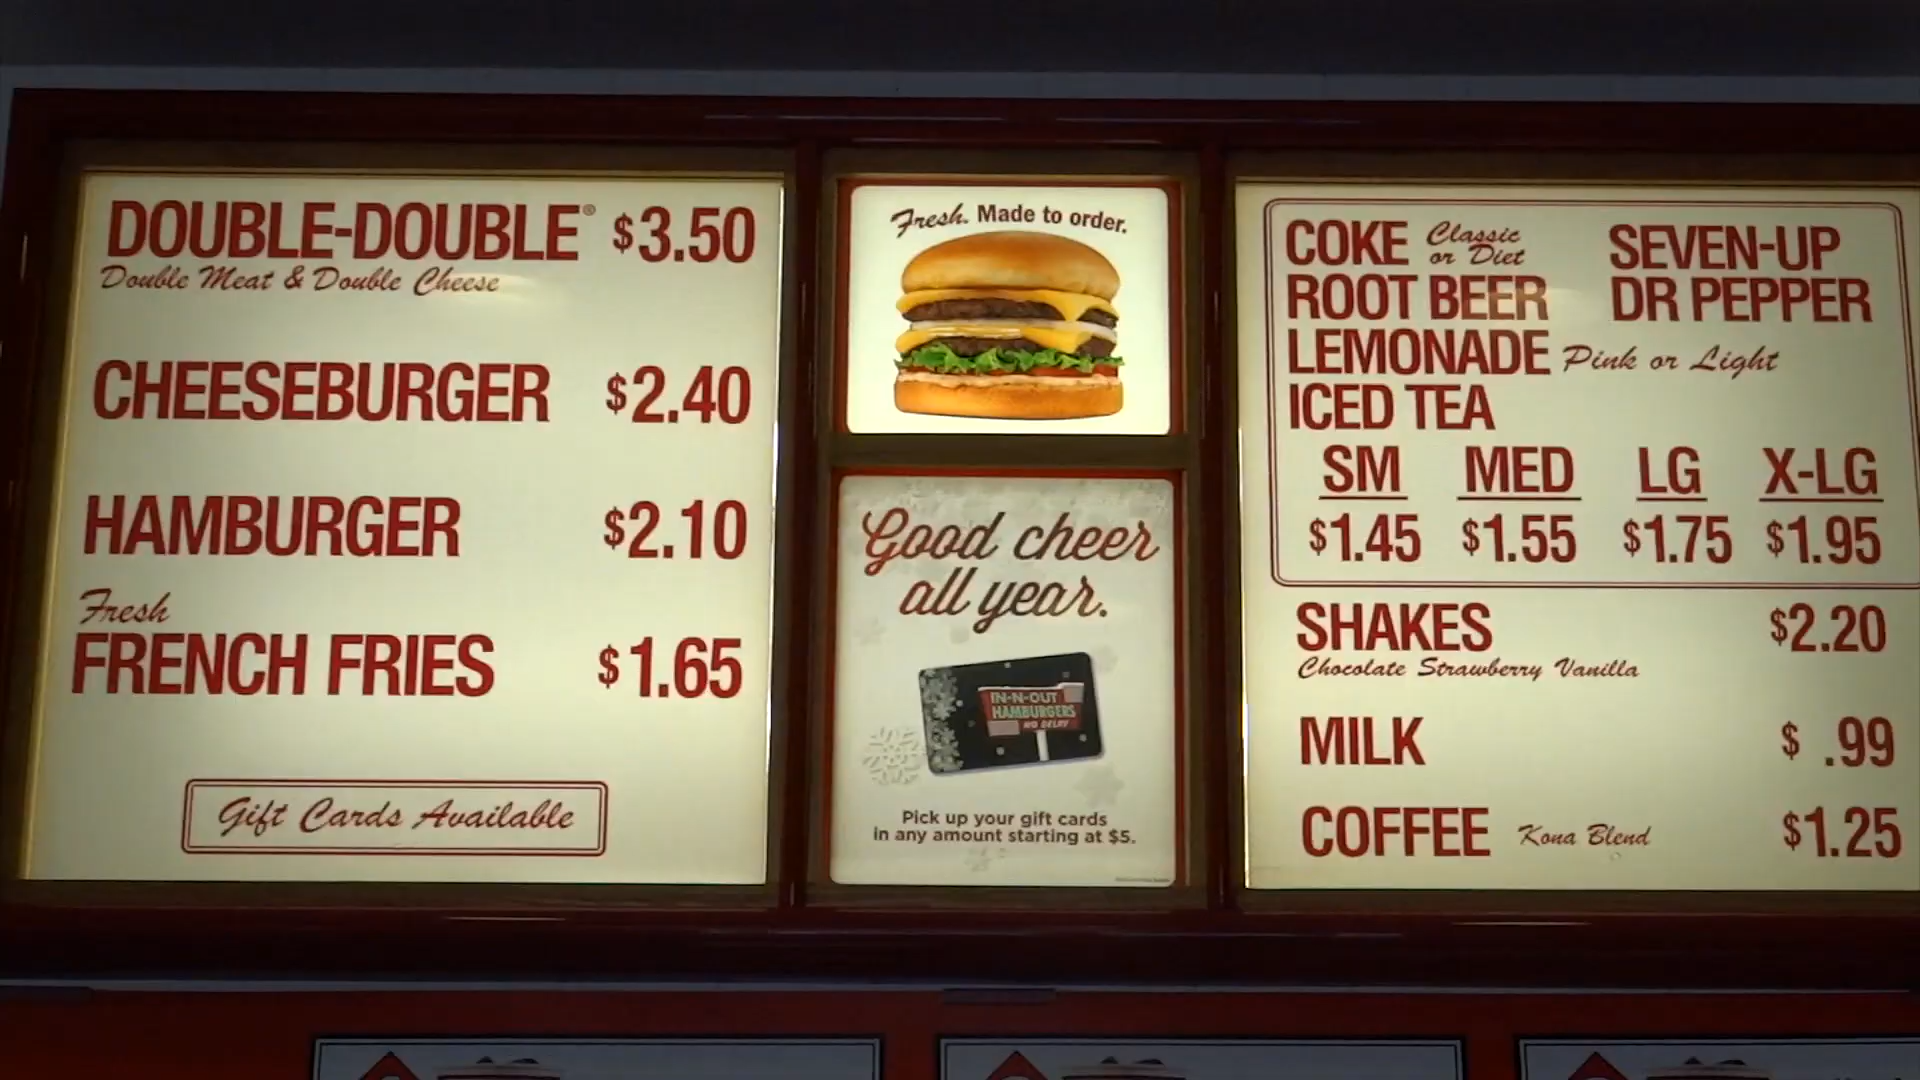 DOUBLE-DOUBLE® $3.50
Double Meat & Double Cheese
CHEESEBURGER $2.40
HAMBURGER $2.10
Fresh
FRENCH FRIES $1.65
Gift Cards Available
Fresh. Made to order.
Good cheer
all year.
IN-N-OUT
HAMBURGERS
NO DELAY
Pick up your gift cards
in any amount starting at $5.
COKE Classic or Diet SEVEN-UP
ROOT BEER DR PEPPER
LEMONADE Pink or Light
ICED TEA
SM MED LG X-LG
$1.45 $1.55 $1.75 $1.95
SHAKES $2.20
Chocolate Strawberry Vanilla
MILK $ .99
COFFEE Kona Blend $1.25